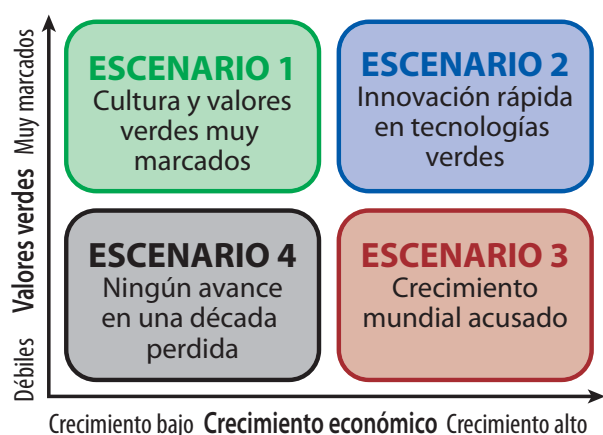 Muy marcados
Valores verdes
Débiles
ESCENARIO 1
Cultura y valores
verdes muy
marcados
ESCENARIO 2
Innovación rápida
en tecnologías
verdes
ESCENARIO 4
Ningún avance
en una década
perdida
ESCENARIO 3
Crecimiento
mundial acusado
Crecimiento bajo Crecimiento económico Crecimiento alto